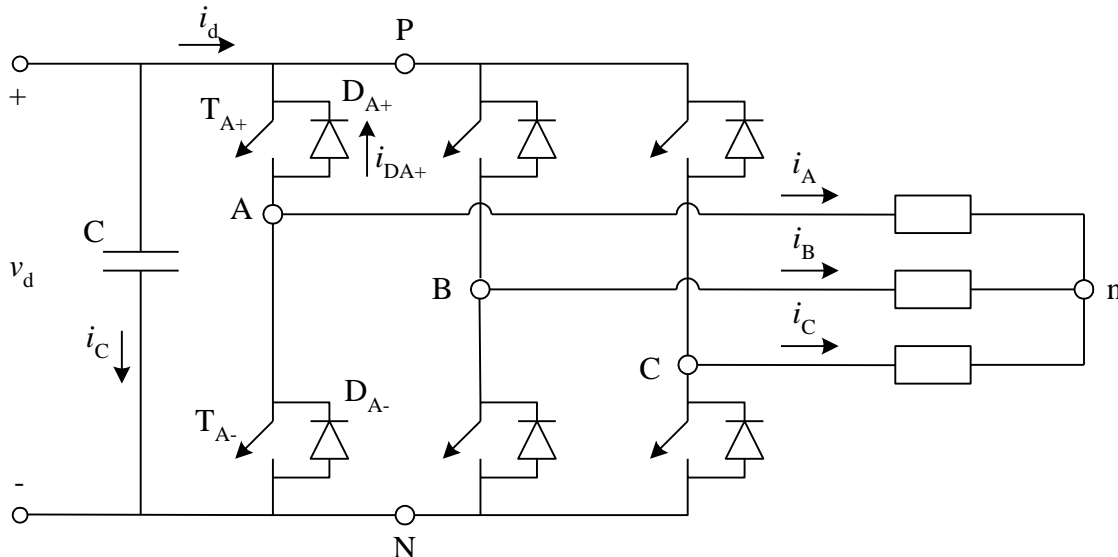 i_d
P
+
T_A+
D_A+
i_DA+
A
i_A
C
v_d
i_B
B
n
i_C
i_C
C
D_A-
T_A-
-
N